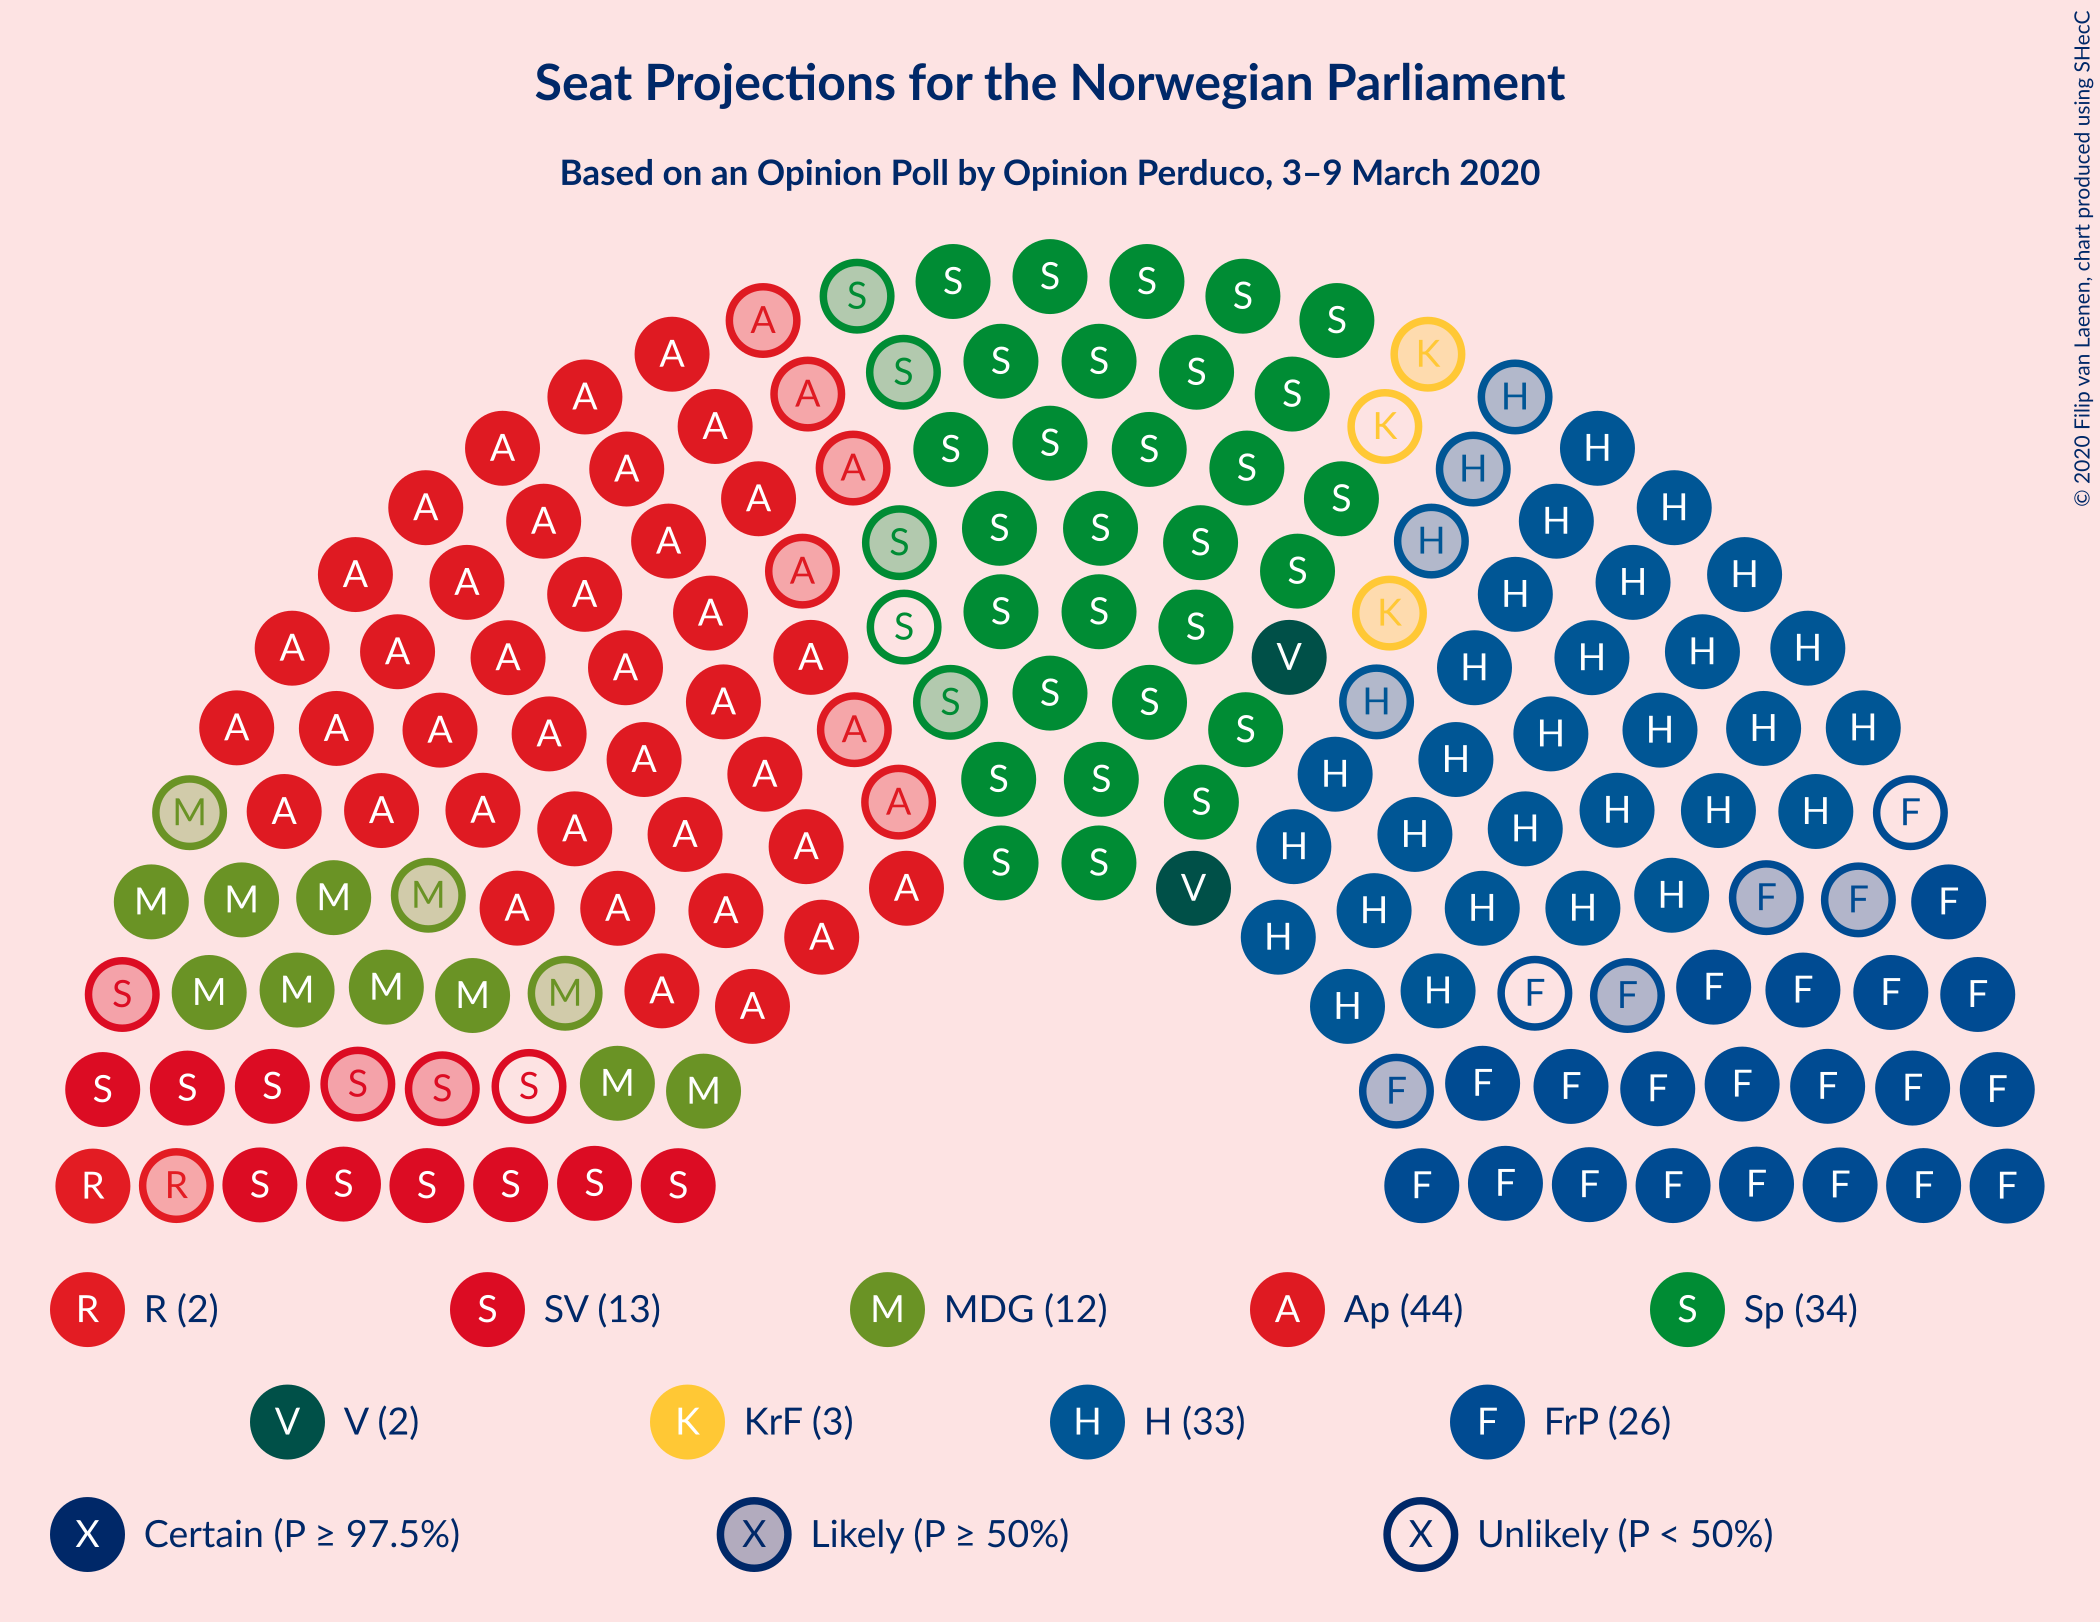 Seat Projections for the Norwegian Parliament
Based on an Opinion Poll by Opinion Perduco, 3–9 March 2020
© 2020 Filip van Laenen, chart produced using SHecC
S S S S S S
A K
A H
S S S S S
A K
A H
A S S S S S
A H
A S S S S S
A H
R R S S S S S S F F F F F F F F
R R (2) S SV (13) M MDG (12) A Ap (44) S Sp (34)
V V (2) K KrF (3) H H (33) F FrP (26)
X Certain (P ≥ 97.5%) X Likely (P ≥ 50%) X Unlikely (P < 50%)